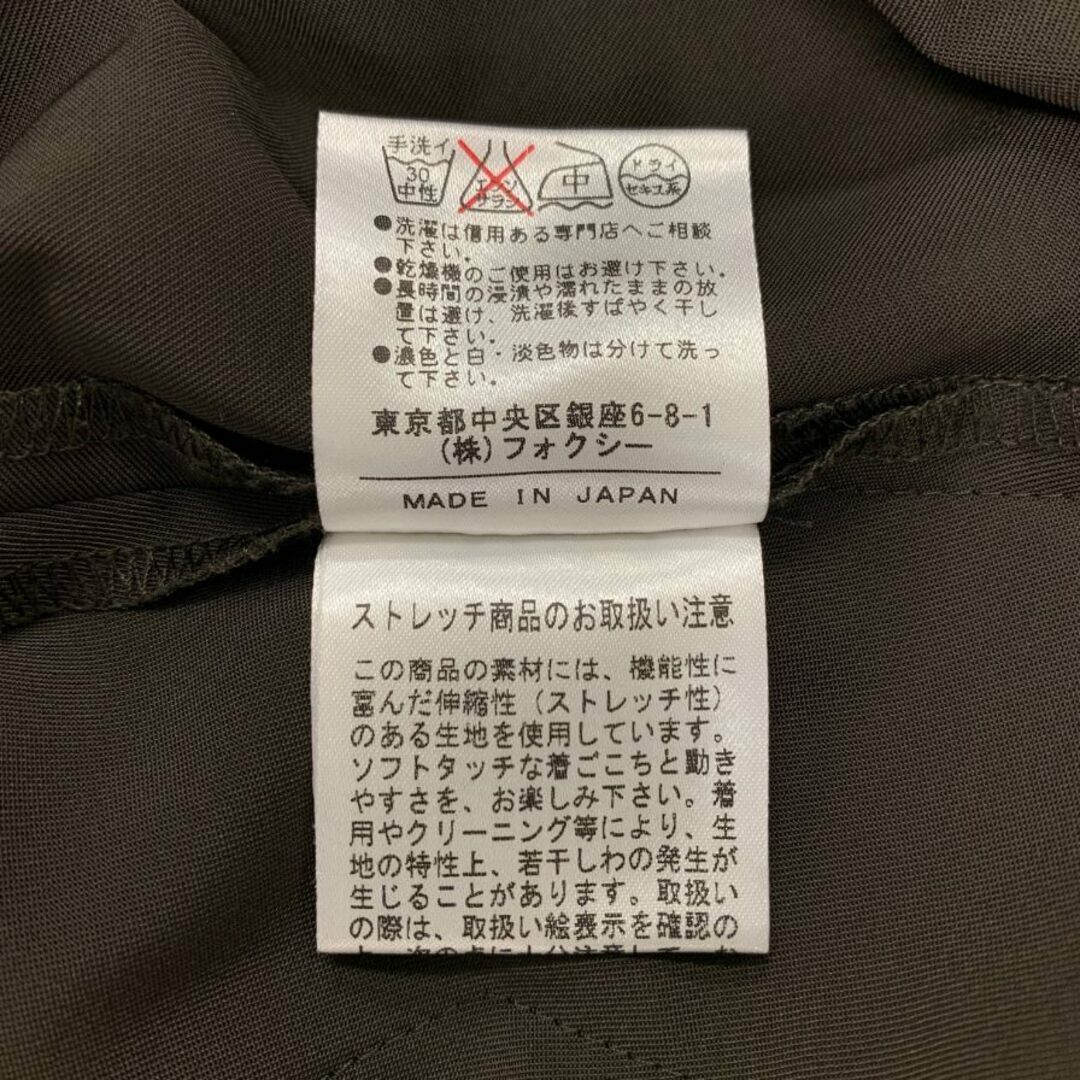 手洗イ
30
中性
エンソ
サラシ
中
ドライ
セキユ系
●洗濯は信用ある専門店へご相談
下さい。
●乾燥機のご使用はお避け下さい。
●長時間の浸漬や濡れたままの放
置は避け、洗濯後すばやく干し
て下さい。
●濃色と白・淡色物は分けて洗っ
て下さい。
東京都中央区銀座6-8-1
(株)フォクシー
MADE IN JAPAN
ストレッチ商品のお取扱い注意
この商品の素材には、機能性に
富んだ伸縮性(ストレッチ性)
のある生地を使用しています。
ソフトタッチな着ごこちと動き
やすさを、お楽しみ下さい。着
用やクリーニング等により、生
地の特性上、若干しわの発生が
生じることがあります。取扱い
の際は、取扱い絵表示を確認の
上、次の点に十分注意して、お